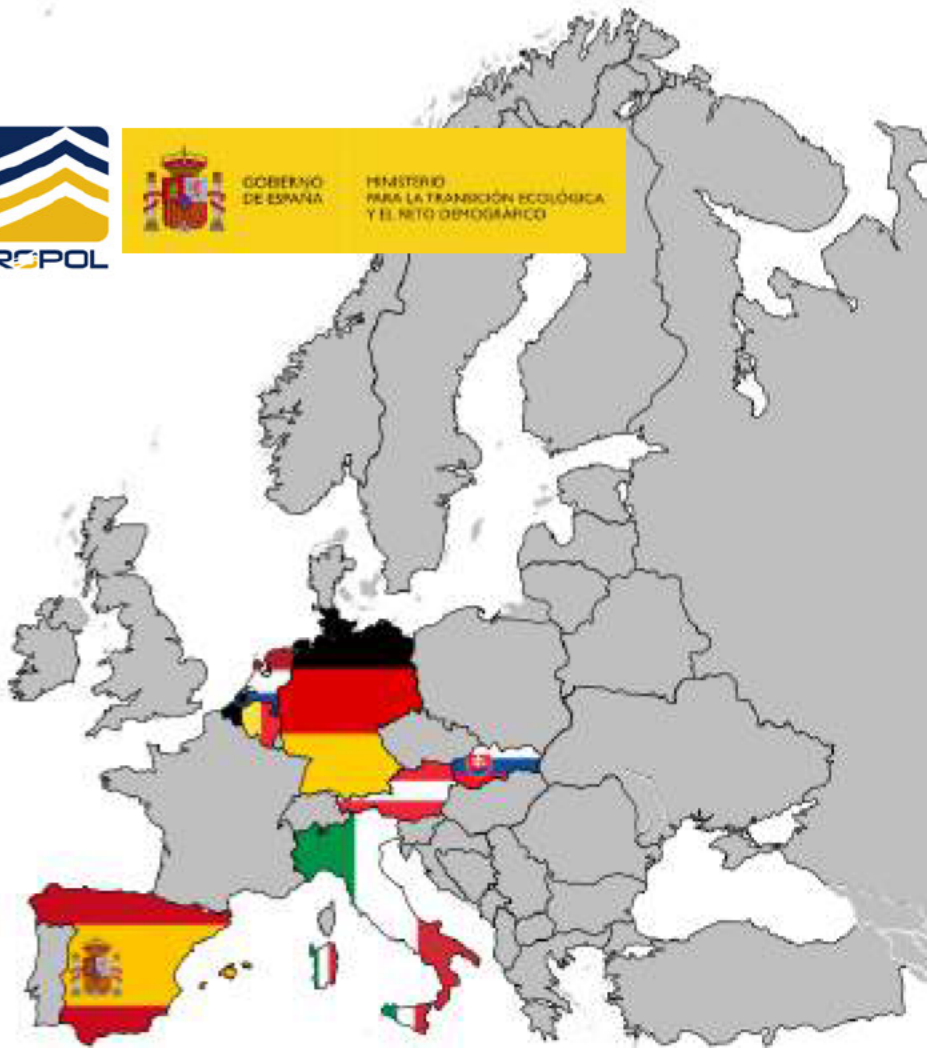 ROPOL
GOBIERNO
DE ESPAÑA
MINISTERIO
PARA LA TRANSICIÓN ECOLÓGICA
Y EL RETO DEMOGRÁFICO